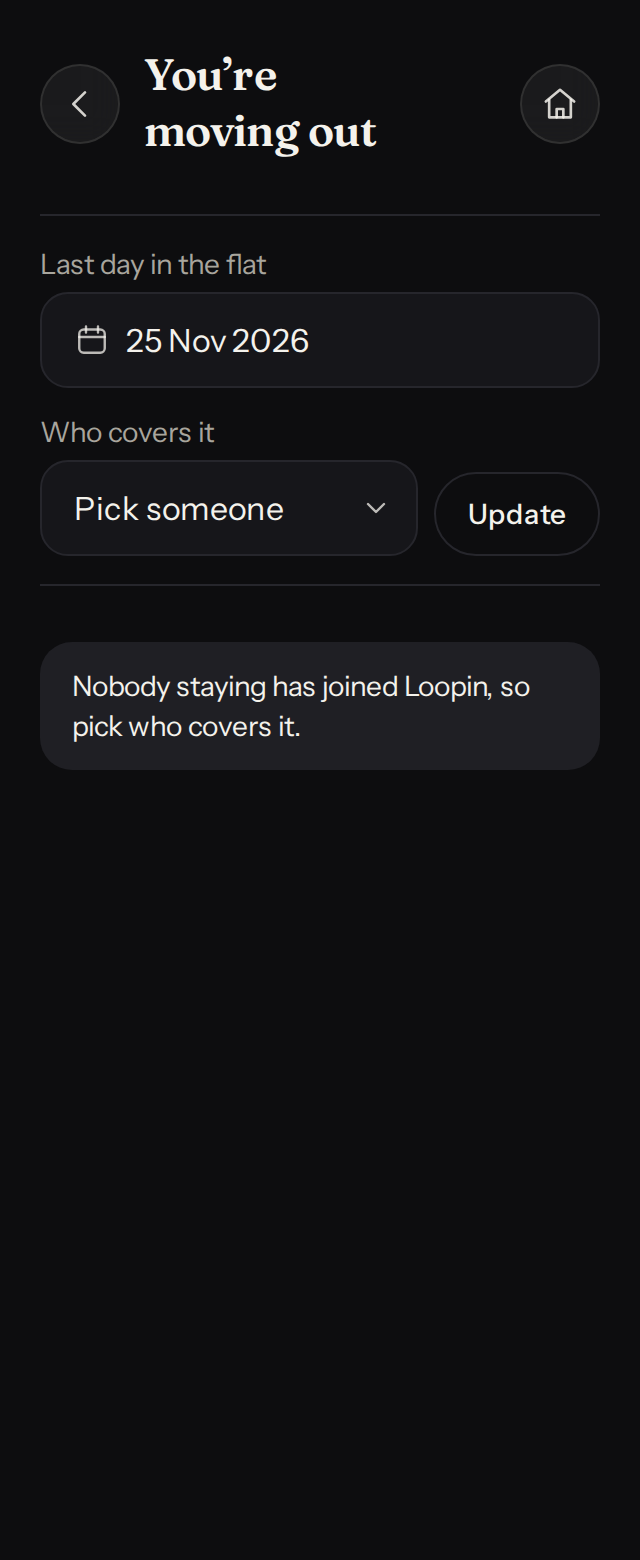 You’re
moving out
Last day in the flat
25 Nov 2026
Who covers it
Pick someone
Update
Nobody staying has joined Loopin, so
pick who covers it.